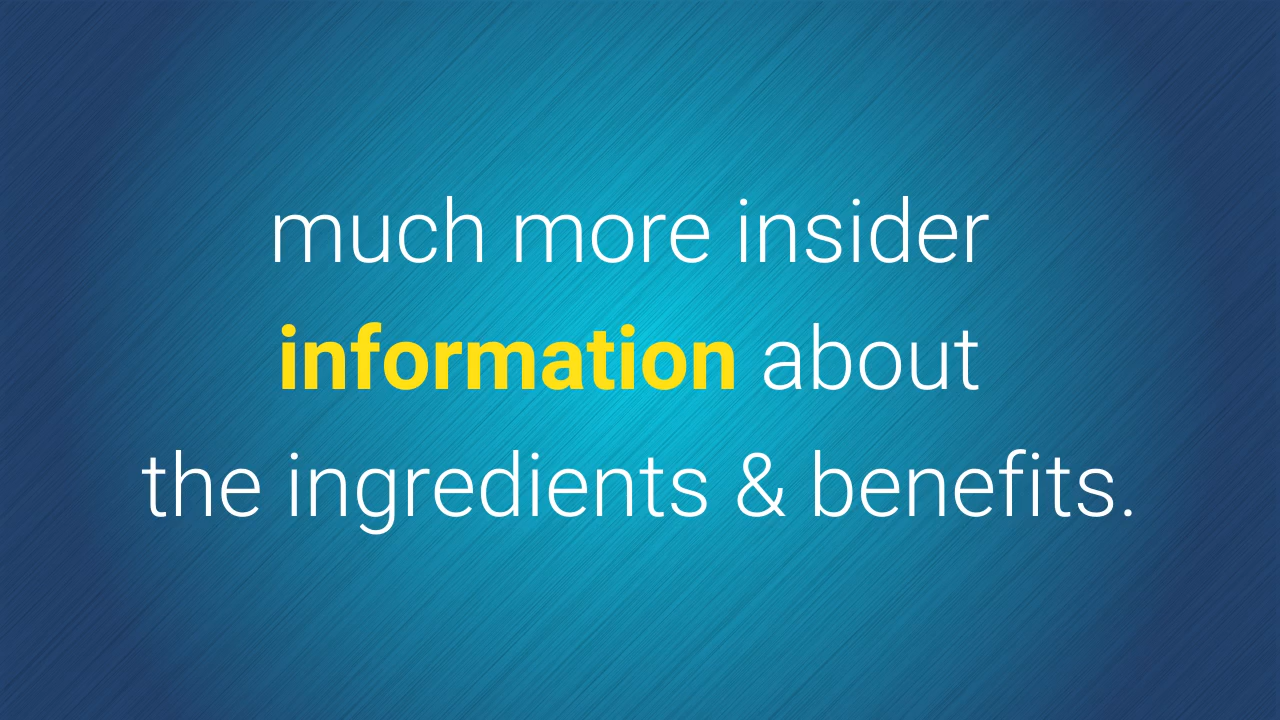 much more insider
information about
the ingredients & benefits.